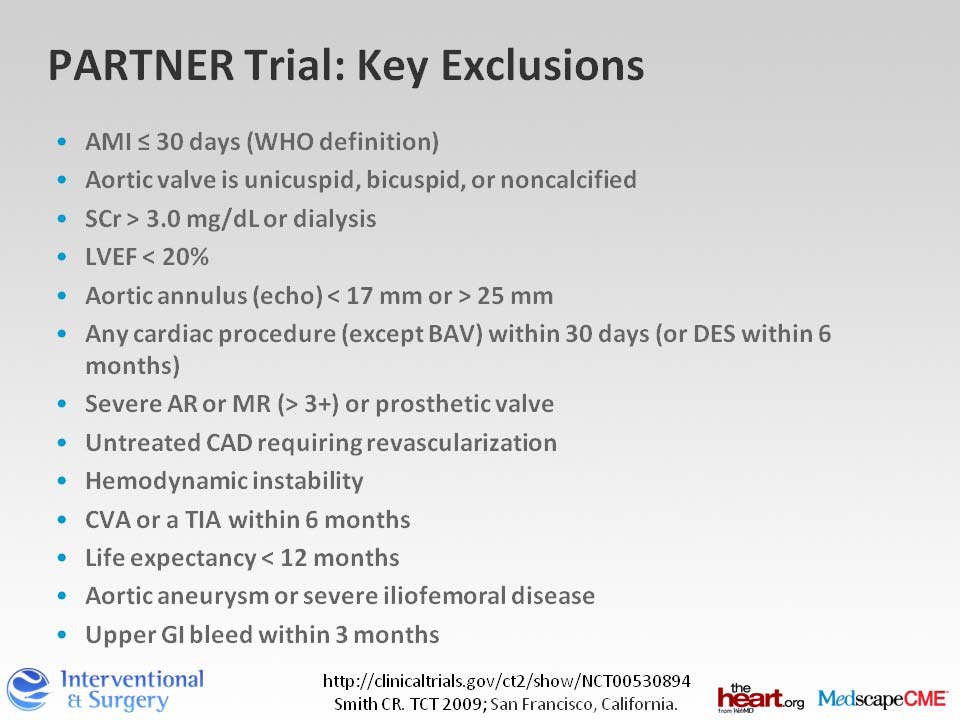 PARTNER Trial: Key Exclusions
• AMI ≤ 30 days (WHO definition)
• Aortic valve is unicuspid, bicuspid, or noncalcified
• SCr > 3.0 mg/dL or dialysis
• LVEF < 20%
• Aortic annulus (echo) < 17 mm or > 25 mm
• Any cardiac procedure (except BAV) within 30 days (or DES within 6
months)
• Severe AR or MR (> 3+) or prosthetic valve
• Untreated CAD requiring revascularization
• Hemodynamic instability
• CVA or a TIA within 6 months
• Life expectancy < 12 months
• Aortic aneurysm or severe iliofemoral disease
• Upper GI bleed within 3 months
Interventional
& Surgery
http://clinicaltrials.gov/ct2/show/NCT00530894
Smith CR. TCT 2009; San Francisco, California.
the
heart.org
from WebMD
MedscapeCME